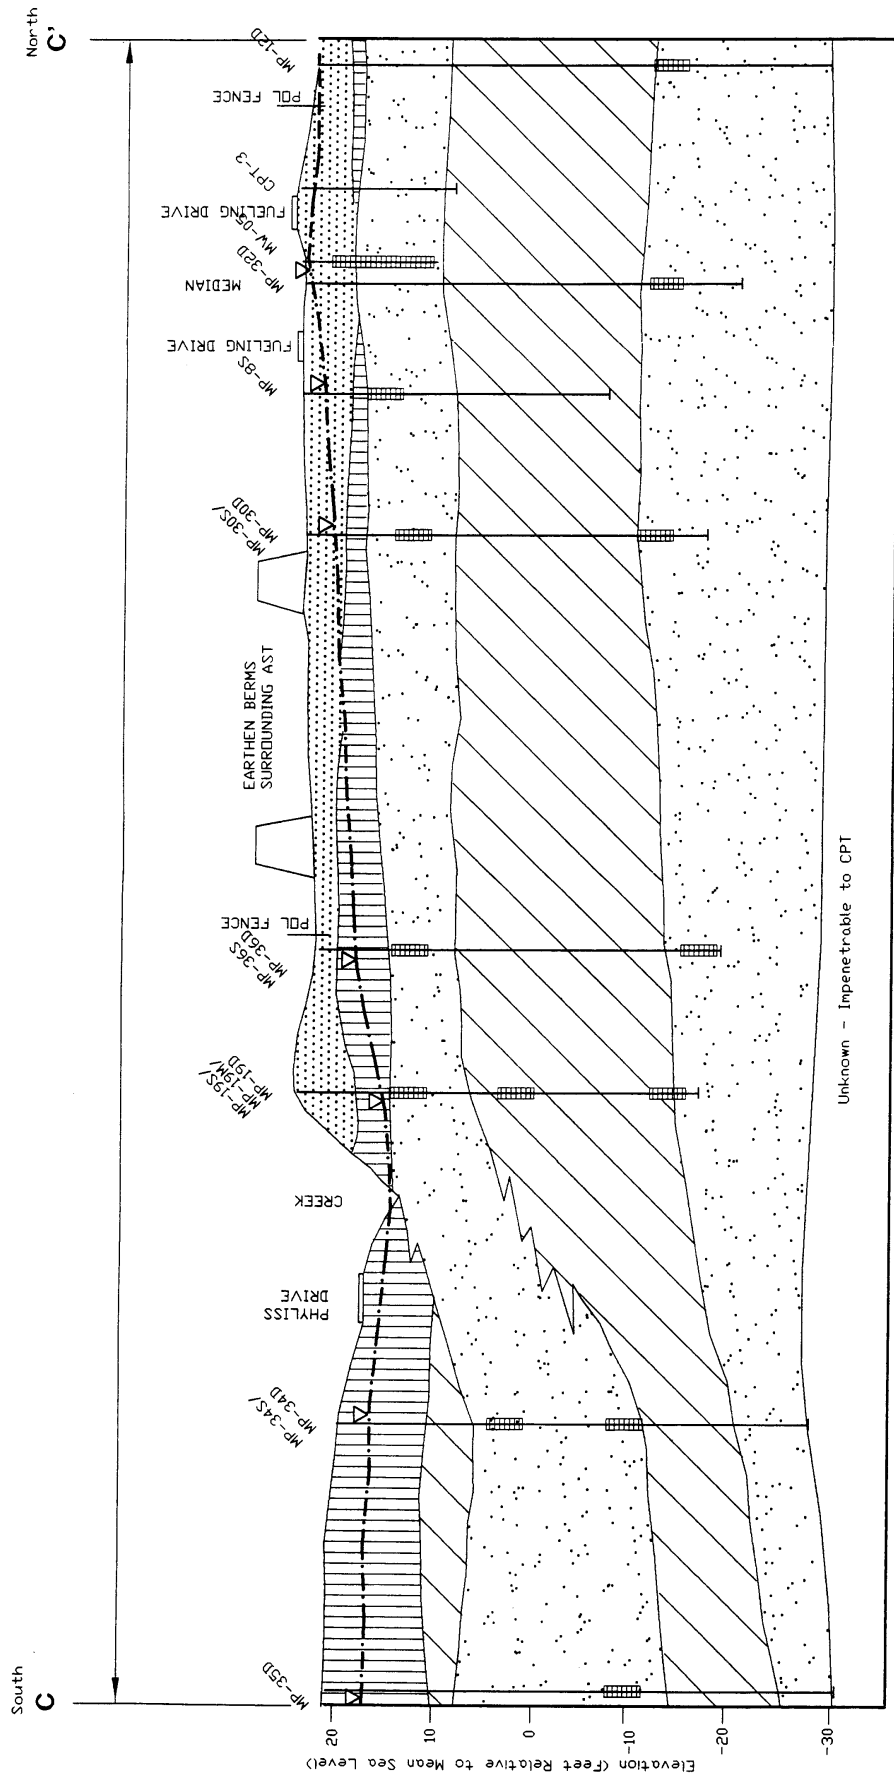 South
C
North
C'
MP-35D
MP-34S/
MP-34D
PHYLISS
DRIVE
CREEK
MP-19S/
MP-19M/
MP-19D
MP-36S
MP-36D
POL FENCE
EARTHEN BERMS
SURROUNDING AST
MP-30S/
MP-30D
MP-8S
FUELING DRIVE
MEDIAN
MP-32D
MW-05
FUELING DRIVE
CPT-3
POL FENCE
MP-12D
20
10
0
-10
-20
-30
Elevation (Feet Relative to Mean Sea Level)
Unknown - Impenetrable to CPT